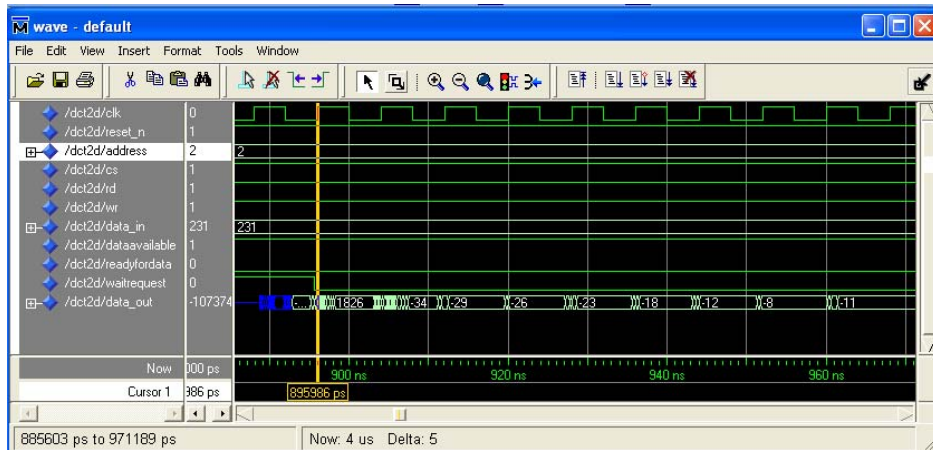 wave - default
File Edit View Insert Format Tools Window
/dct2d/clk 0
/dct2d/reset_n 1
/dct2d/address 2 2
/dct2d/cs 1
/dct2d/rd 1
/dct2d/wr 1
/dct2d/data_in 231 231
/dct2d/dataavailable 1
/dct2d/readyfordata 0
/dct2d/waitrequest 0
/dct2d/data_out -107374 (-... 1826 -34 -29 -26 -23 -18 -12 -8 -11
Now 000 ps 900 ns 920 ns 940 ns 960 ns
Cursor 1 986 ps 895986 ps
885603 ps to 971189 ps Now: 4 us Delta: 5